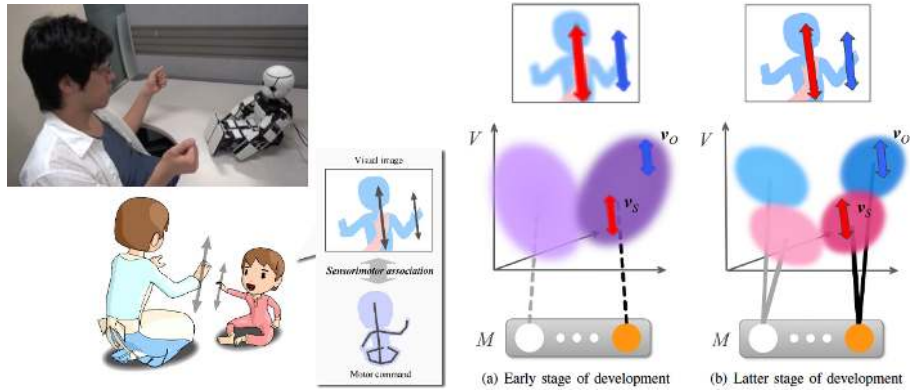 Visual image
Sensorimotor association
Motor command
V
v_O
v_S
M
(a) Early stage of development
V
v_O
v_S
M
(b) Latter stage of development